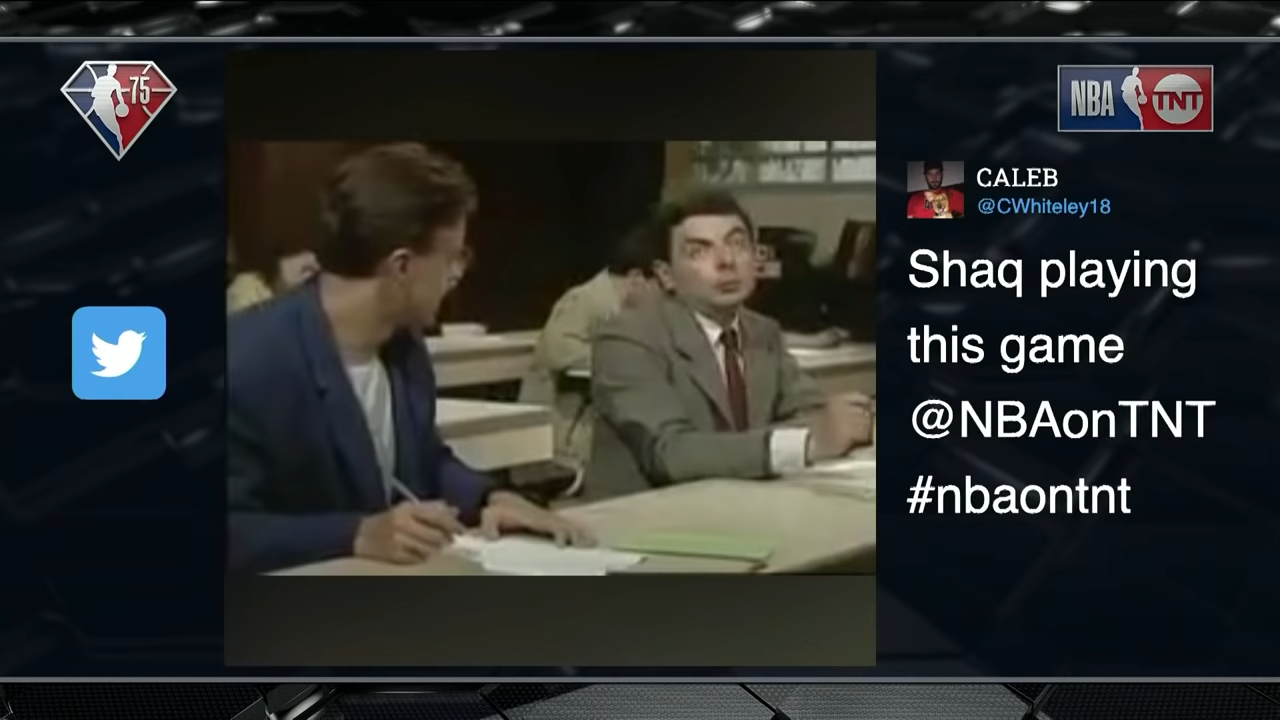 75
NBA TNT
CALEB
@CWhiteley18
Shaq playing
this game
@NBAonTNT
#nbaontnt